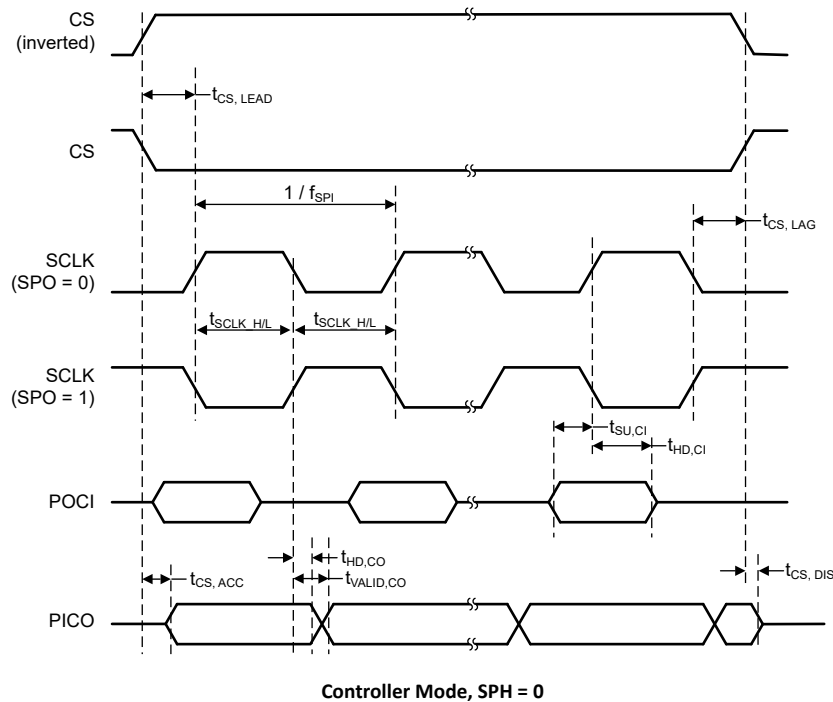 CS
(inverted)
tCS, LEAD
CS
1 / fSPI
tCS, LAG
SCLK
(SPO = 0)
tSCLK_H/L
tSCLK_H/L
SCLK
(SPO = 1)
tSU,CI
tHD,CI
POCI
tHD,CO
tCS, ACC
tVALID,CO
tCS, DIS
PICO
Controller Mode, SPH = 0